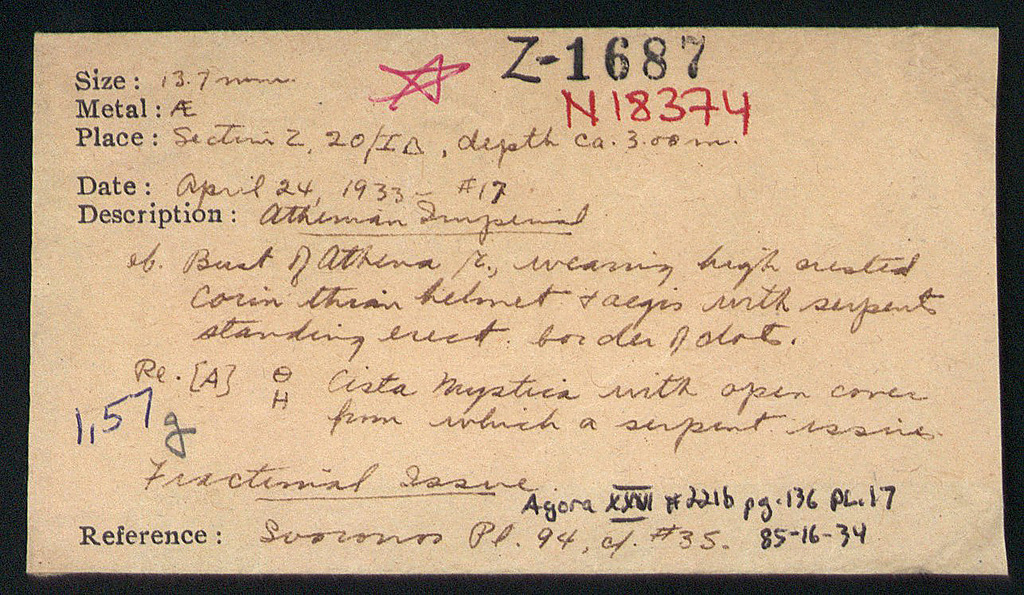 Z-1687
Size : 13.7 mm.
N18374
Metal : Æ
Place : Section Z, 20/ΙΔ, depth ca. 3.00 m.
Date : April 24, 1933 - #17
Description : Athenian Imperial
ob. Bust of Athena r., wearing high crested
Corinthian helmet + aegis with serpent
standing erect. border of dots.
Re. [A] Θ Cista Mystica with open cover
H from which a serpent issues.
1,57 g
Fractional Issue.
Agora XXVI #221b pg.136 PL.17
Reference : Svoronos Pl. 94, cf. #35. 85-16-34